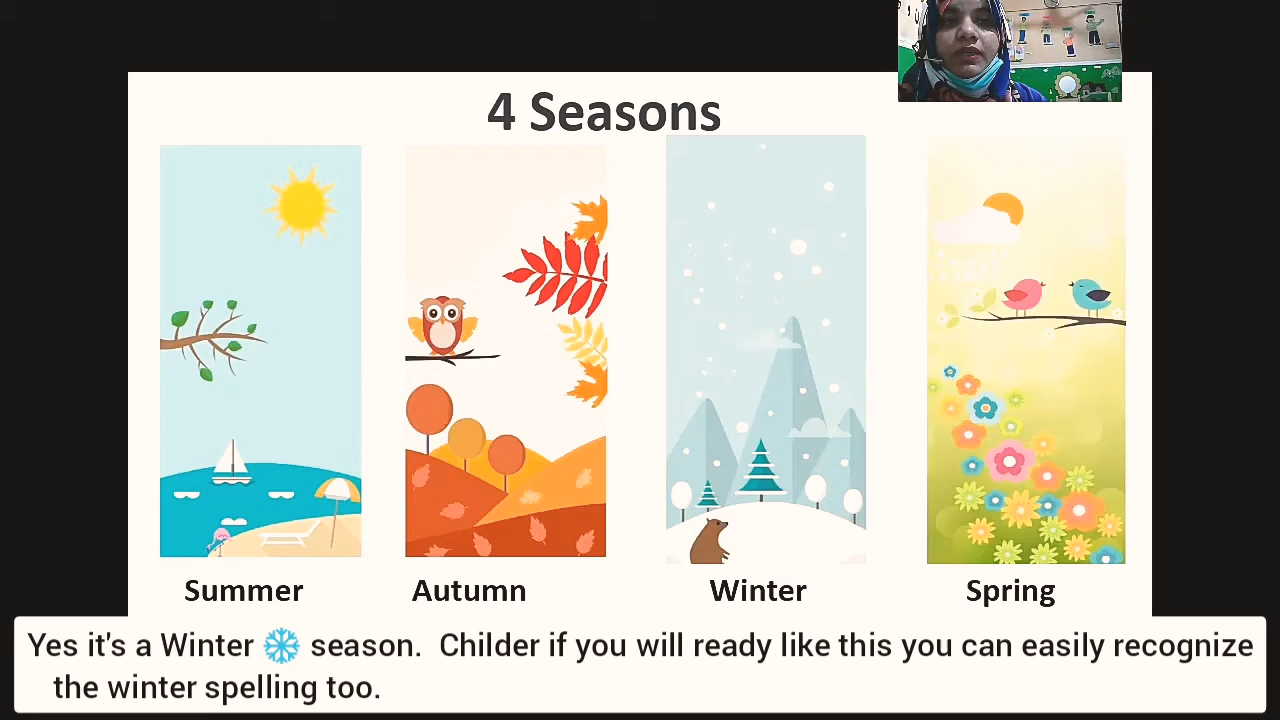 4 Seasons
Summer Autumn Winter Spring
Yes it's a Winter ❄️ season. Childer if you will ready like this you can easily recognize
the winter spelling too.